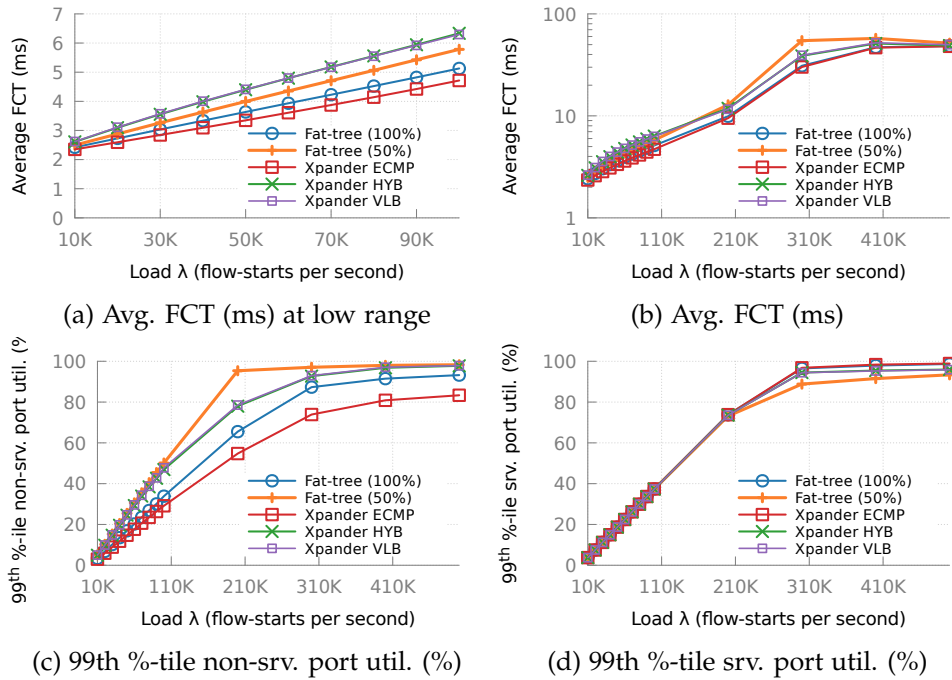 7
6
5
4
3
2
1
0
Average FCT (ms)
Fat-tree (100%)
Fat-tree (50%)
Xpander ECMP
Xpander HYB
Xpander VLB
10K 30K 50K 70K 90K
Load λ (flow-starts per second)
(a) Avg. FCT (ms) at low range
100
10
1
Average FCT (ms)
Fat-tree (100%)
Fat-tree (50%)
Xpander ECMP
Xpander HYB
Xpander VLB
10K 110K 210K 310K 410K
Load λ (flow-starts per second)
(b) Avg. FCT (ms)
100
80
60
40
20
0
99th %-ile non-srv. port util. (%
Fat-tree (100%)
Fat-tree (50%)
Xpander ECMP
Xpander HYB
Xpander VLB
10K 110K 210K 310K 410K
Load λ (flow-starts per second)
(c) 99th %-tile non-srv. port util. (%)
100
80
60
40
20
0
99th %-ile srv. port util. (%)
Fat-tree (100%)
Fat-tree (50%)
Xpander ECMP
Xpander HYB
Xpander VLB
10K 110K 210K 310K 410K
Load λ (flow-starts per second)
(d) 99th %-tile srv. port util. (%)